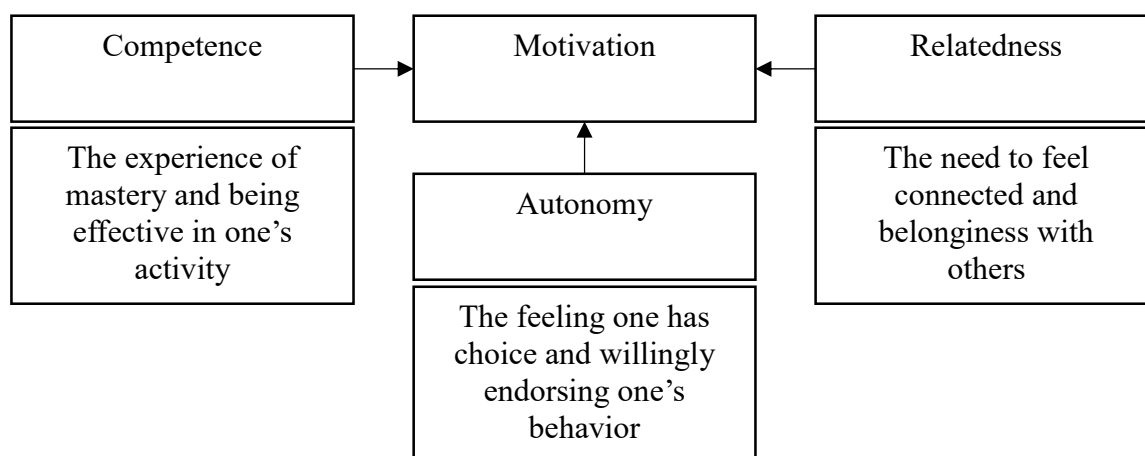 Competence
Motivation
Relatedness
The experience of
mastery and being
effective in one’s
activity
Autonomy
The need to feel
connected and
belonginess with
others
The feeling one has
choice and willingly
endorsing one’s
behavior